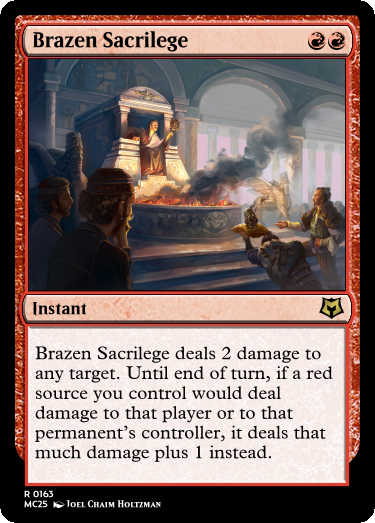 Brazen Sacrilege
Instant
Brazen Sacrilege deals 2 damage to
any target. Until end of turn, if a red
source you control would deal
damage to that player or to that
permanent's controller, it deals that
much damage plus 1 instead.
R 0163
MC25 Joel Chaim Holtzman